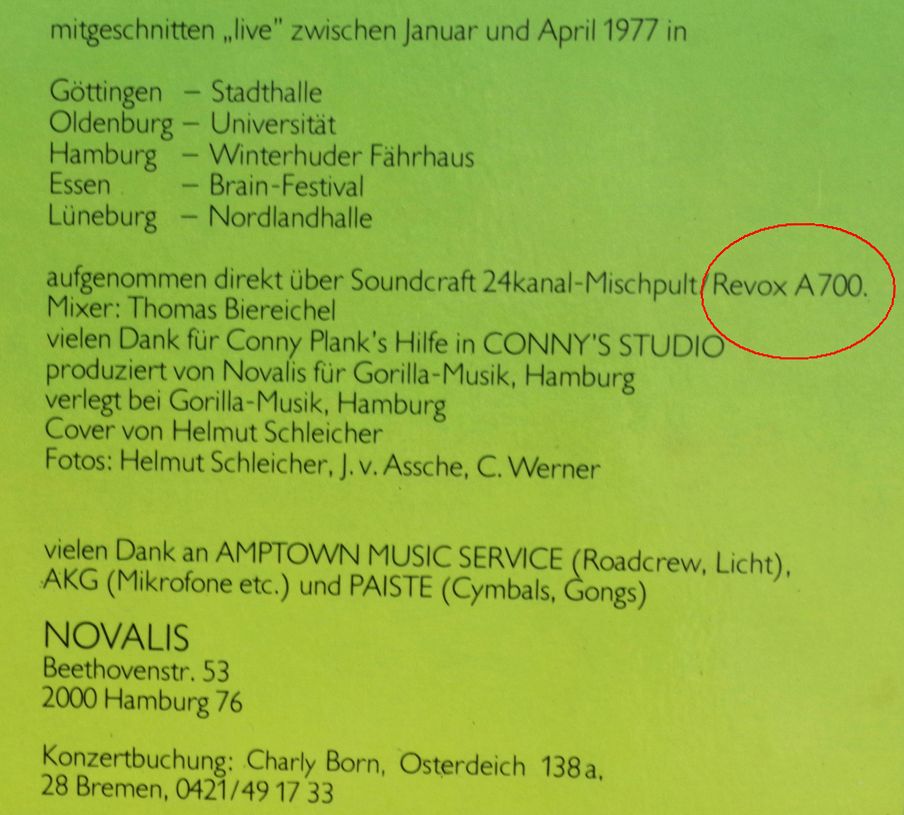 mitgeschnitten „live" zwischen Januar und April 1977 in
Göttingen – Stadthalle
Oldenburg – Universität
Hamburg – Winterhuder Fährhaus
Essen – Brain-Festival
Lüneburg – Nordlandhalle
aufgenommen direkt über Soundcraft 24kanal-Mischpult/Revox A700.
Mixer: Thomas Biereichel
vielen Dank für Conny Plank's Hilfe in CONNY'S STUDIO
produziert von Novalis für Gorilla-Musik, Hamburg
verlegt bei Gorilla-Musik, Hamburg
Cover von Helmut Schleicher
Fotos: Helmut Schleicher, J. v. Assche, C. Werner
vielen Dank an AMPTOWN MUSIC SERVICE (Roadcrew, Licht),
AKG (Mikrofone etc.) und PAISTE (Cymbals, Gongs)
NOVALIS
Beethovenstr. 53
2000 Hamburg 76
Konzertbuchung: Charly Born, Osterdeich 138a,
28 Bremen, 0421/49 17 33